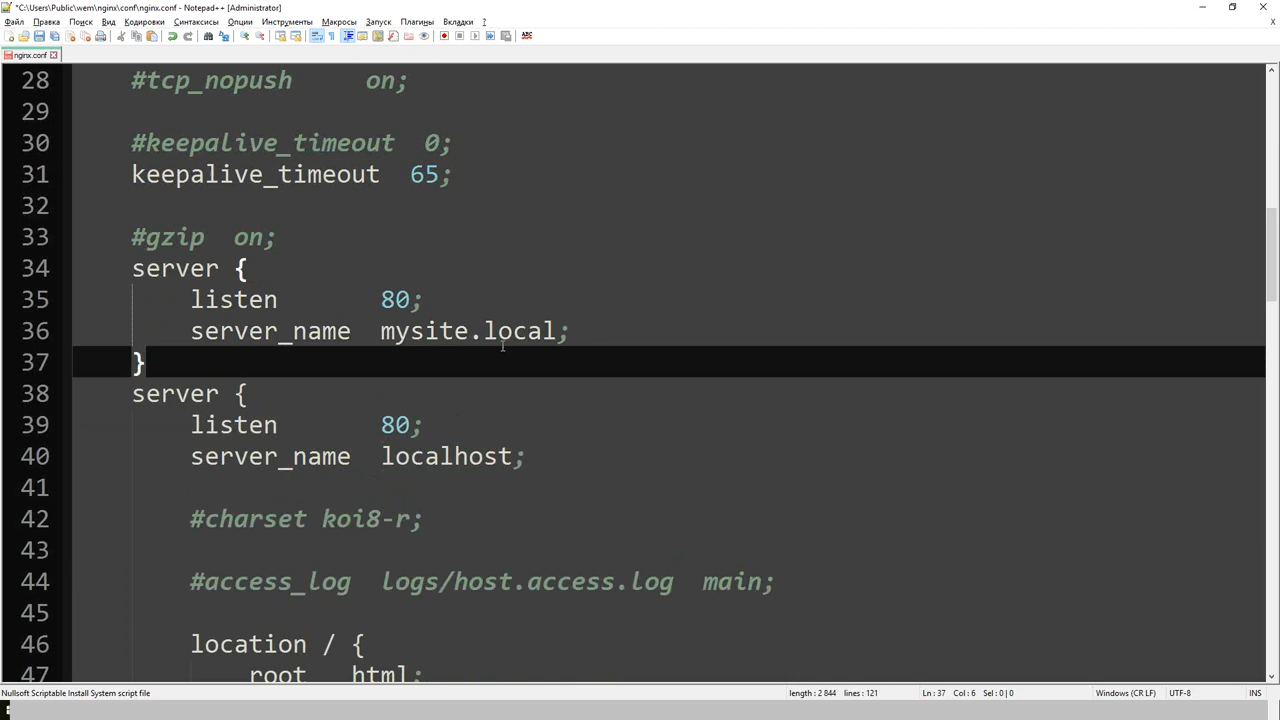 *C:\Users\Public\wem\nginx\conf\nginx.conf - Notepad++ [Administrator]
Файл Правка Поиск Вид Кодировки Синтаксисы Опции Инструменты Макросы Запуск Плагины Вкладки ?
nginx.conf
28 #tcp_nopush     on;
29
30 #keepalive_timeout  0;
31 keepalive_timeout  65;
32
33 #gzip  on;
34 server {
35 listen       80;
36 server_name  mysite.local;
37 }
38 server {
39 listen       80;
40 server_name  localhost;
41
42 #charset koi8-r;
43
44 #access_log  logs/host.access.log  main;
45
46 location / {
47 root   html;
Nullsoft Scriptable Install System script file length : 2 844 lines : 121 Ln : 37 Col : 6 Sel : 0 | 0 Windows (CR LF) UTF-8 INS